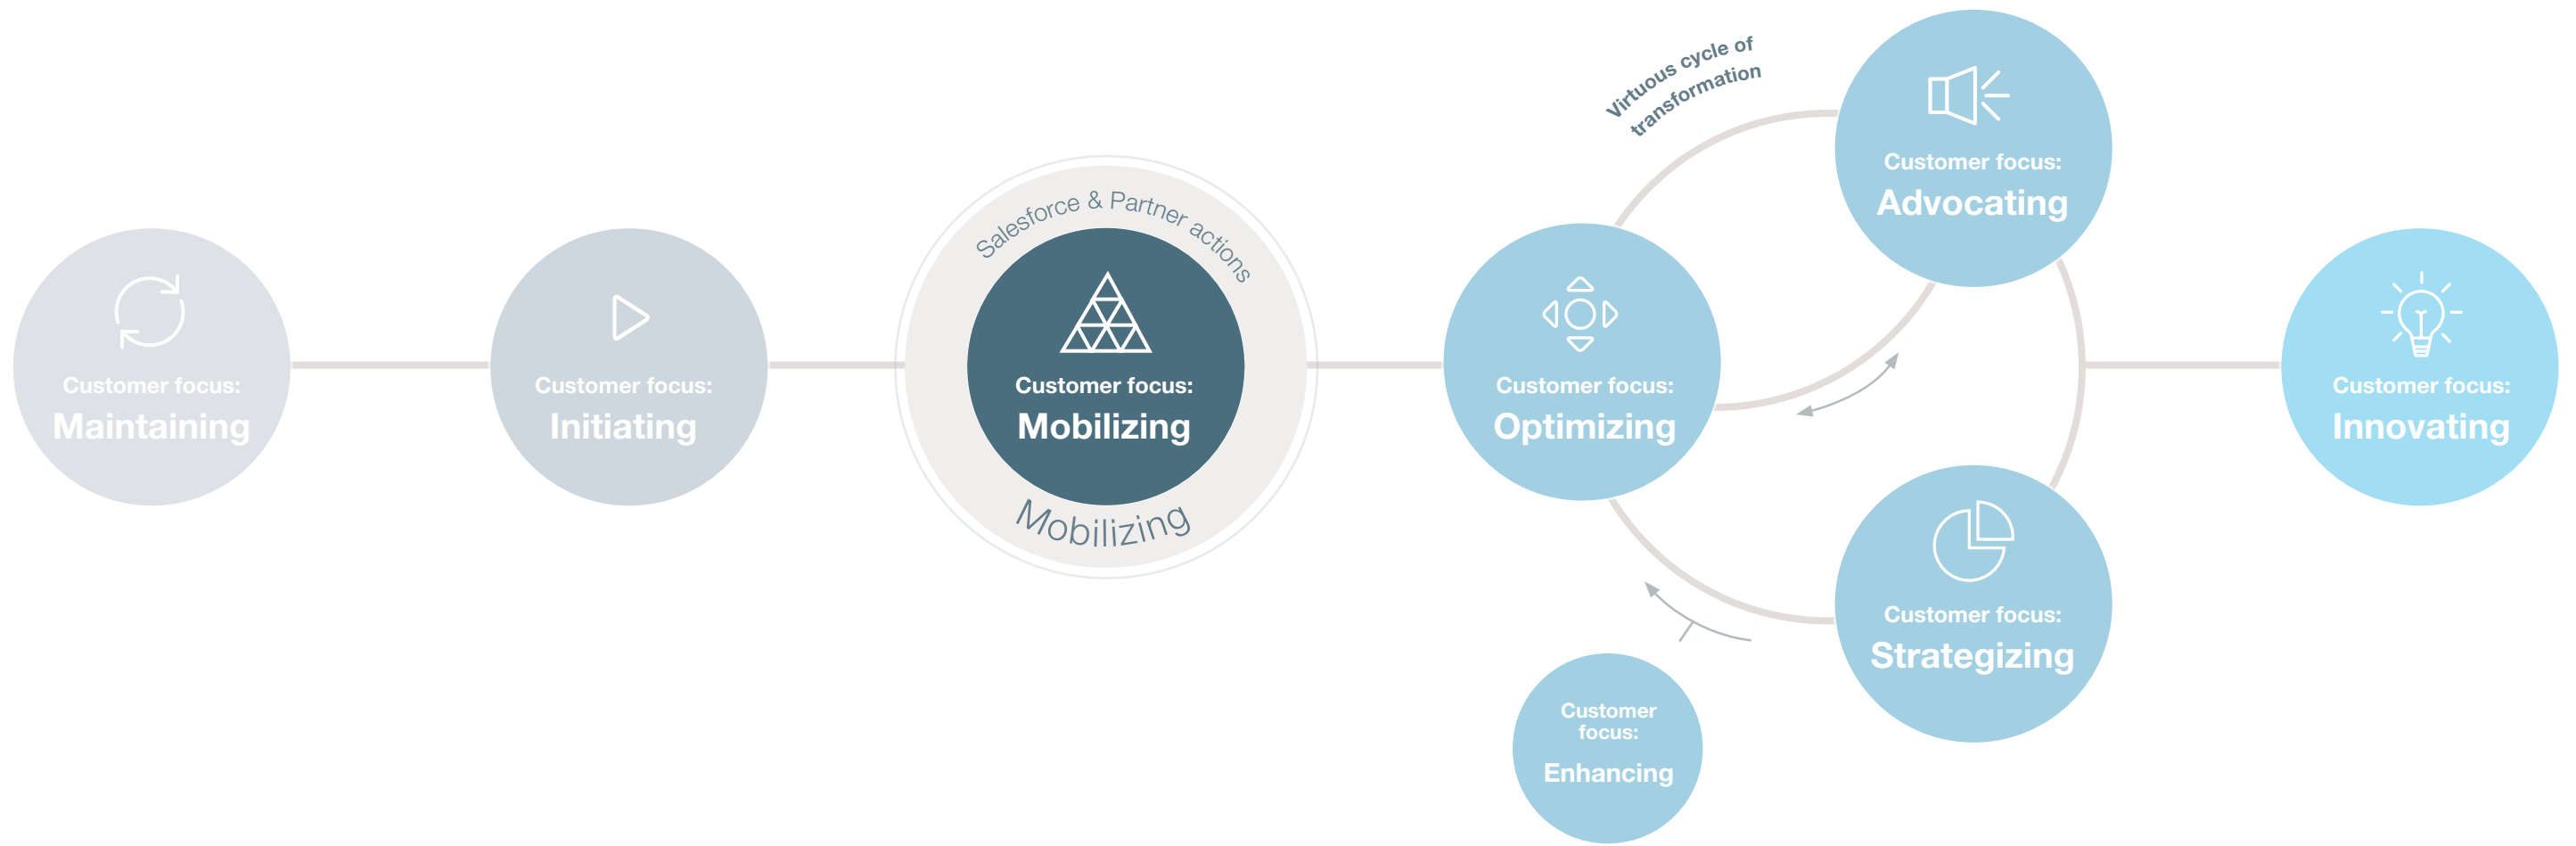 Customer focus:
Maintaining
Customer focus:
Initiating
Salesforce & Partner actions
Customer focus:
Mobilizing
Mobilizing
Virtuous cycle of
transformation
Customer focus:
Optimizing
Customer focus:
Advocating
Customer focus:
Strategizing
Customer
focus:
Enhancing
Customer focus:
Innovating